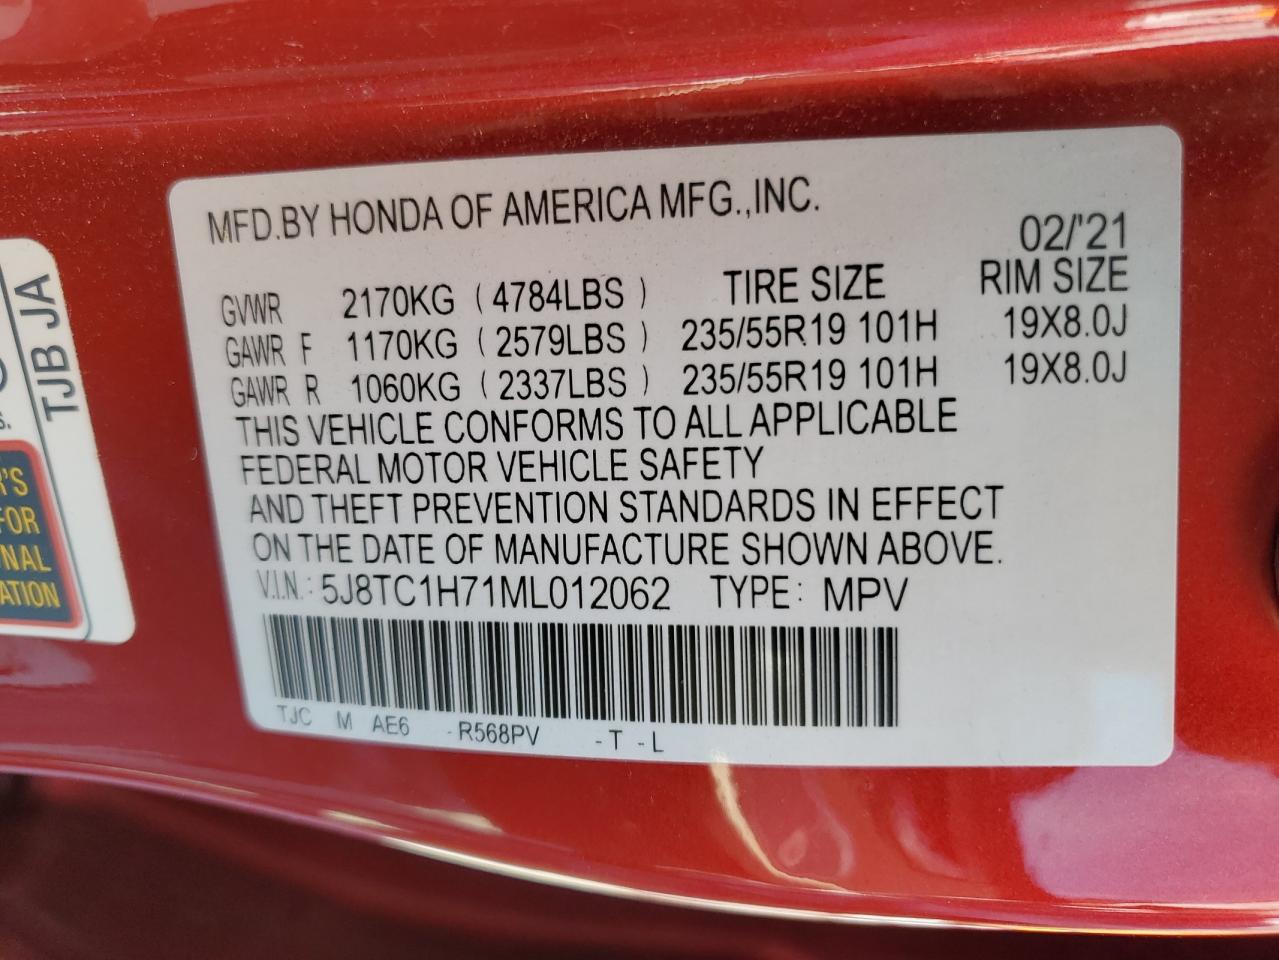 MFD.BY HONDA OF AMERICA MFG.,INC.
02/'21
GVWR 2170KG ( 4784LBS ) TIRE SIZE RIM SIZE
GAWR F 1170KG ( 2579LBS ) 235/55R19 101H 19X8.0J
GAWR R 1060KG ( 2337LBS ) 235/55R19 101H 19X8.0J
THIS VEHICLE CONFORMS TO ALL APPLICABLE
FEDERAL MOTOR VEHICLE SAFETY
AND THEFT PREVENTION STANDARDS IN EFFECT
ON THE DATE OF MANUFACTURE SHOWN ABOVE.
V.I.N.: 5J8TC1H71ML012062 TYPE: MPV
TJC M AE6 -R568PV -T -L
TJB JA
R'S
FOR
NAL
ATION